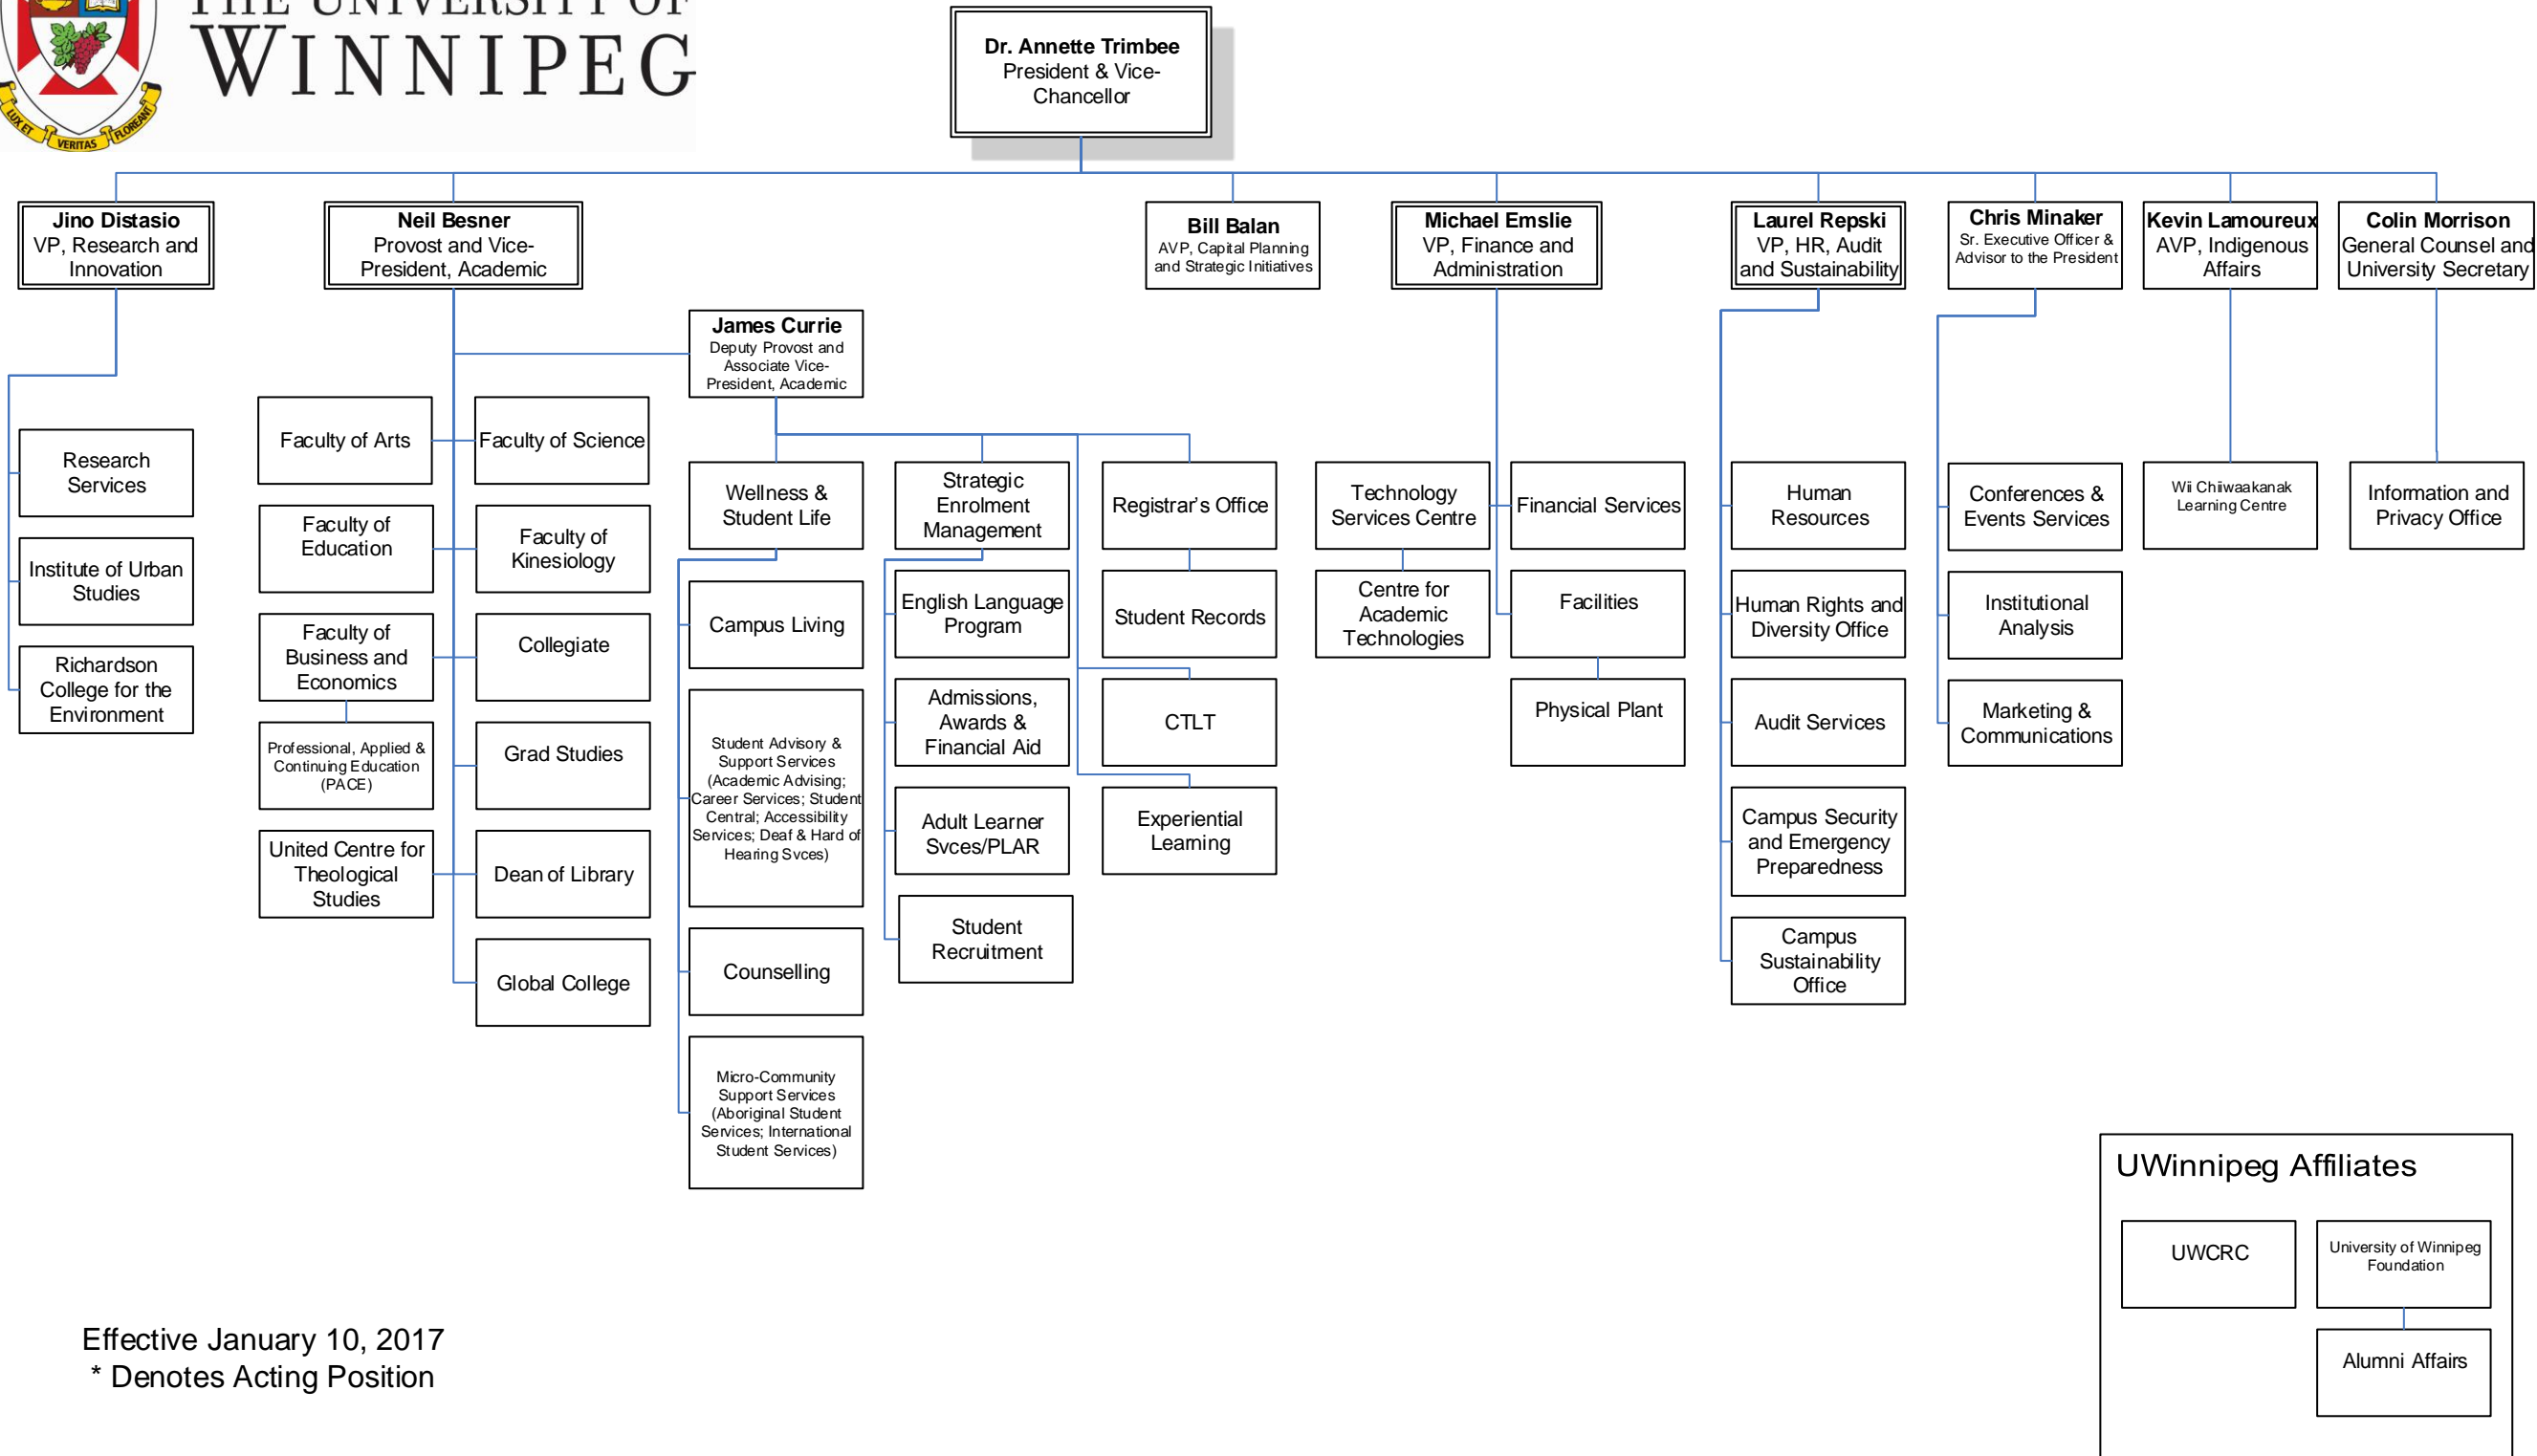 THE UNIVERSITY OF
WINNIPEG
LUX ET
VERITAS
FLOREANT
Dr. Annette Trimbee
President & Vice-
Chancellor
Jino Distasio
VP, Research and
Innovation
Neil Besner
Provost and Vice-
President, Academic
Bill Balan
AVP, Capital Planning
and Strategic Initiatives
Michael Emslie
VP, Finance and
Administration
Laurel Repski
VP, HR, Audit
and Sustainability
Chris Minaker
Sr. Executive Officer &
Advisor to the President
Kevin Lamoureux
AVP, Indigenous
Affairs
Colin Morrison
General Counsel and
University Secretary
James Currie
Deputy Provost and
Associate Vice-
President, Academic
Research
Services
Institute of Urban
Studies
Richardson
College for the
Environment
Faculty of Arts
Faculty of Science
Faculty of
Education
Faculty of
Kinesiology
Faculty of
Business and
Economics
Collegiate
Professional, Applied &
Continuing Education
(PACE)
Grad Studies
United Centre for
Theological
Studies
Dean of Library
Global College
Wellness &
Student Life
Campus Living
Student Advisory &
Support Services
(Academic Advising;
Career Services; Student
Central; Accessibility
Services; Deaf & Hard of
Hearing Svces)
Counselling
Micro-Community
Support Services
(Aboriginal Student
Services; International
Student Services)
Strategic
Enrolment
Management
English Language
Program
Admissions,
Awards &
Financial Aid
Adult Learner
Svces/PLAR
Student
Recruitment
Registrar's Office
Student Records
CTLT
Experiential
Learning
Technology
Services Centre
Centre for
Academic
Technologies
Financial Services
Facilities
Physical Plant
Human
Resources
Human Rights and
Diversity Office
Audit Services
Campus Security
and Emergency
Preparedness
Campus
Sustainability
Office
Conferences &
Events Services
Institutional
Analysis
Marketing &
Communications
Wii Chiiwaakanak
Learning Centre
Information and
Privacy Office
UWinnipeg Affiliates
UWCRC
University of Winnipeg
Foundation
Alumni Affairs
Effective January 10, 2017
* Denotes Acting Position